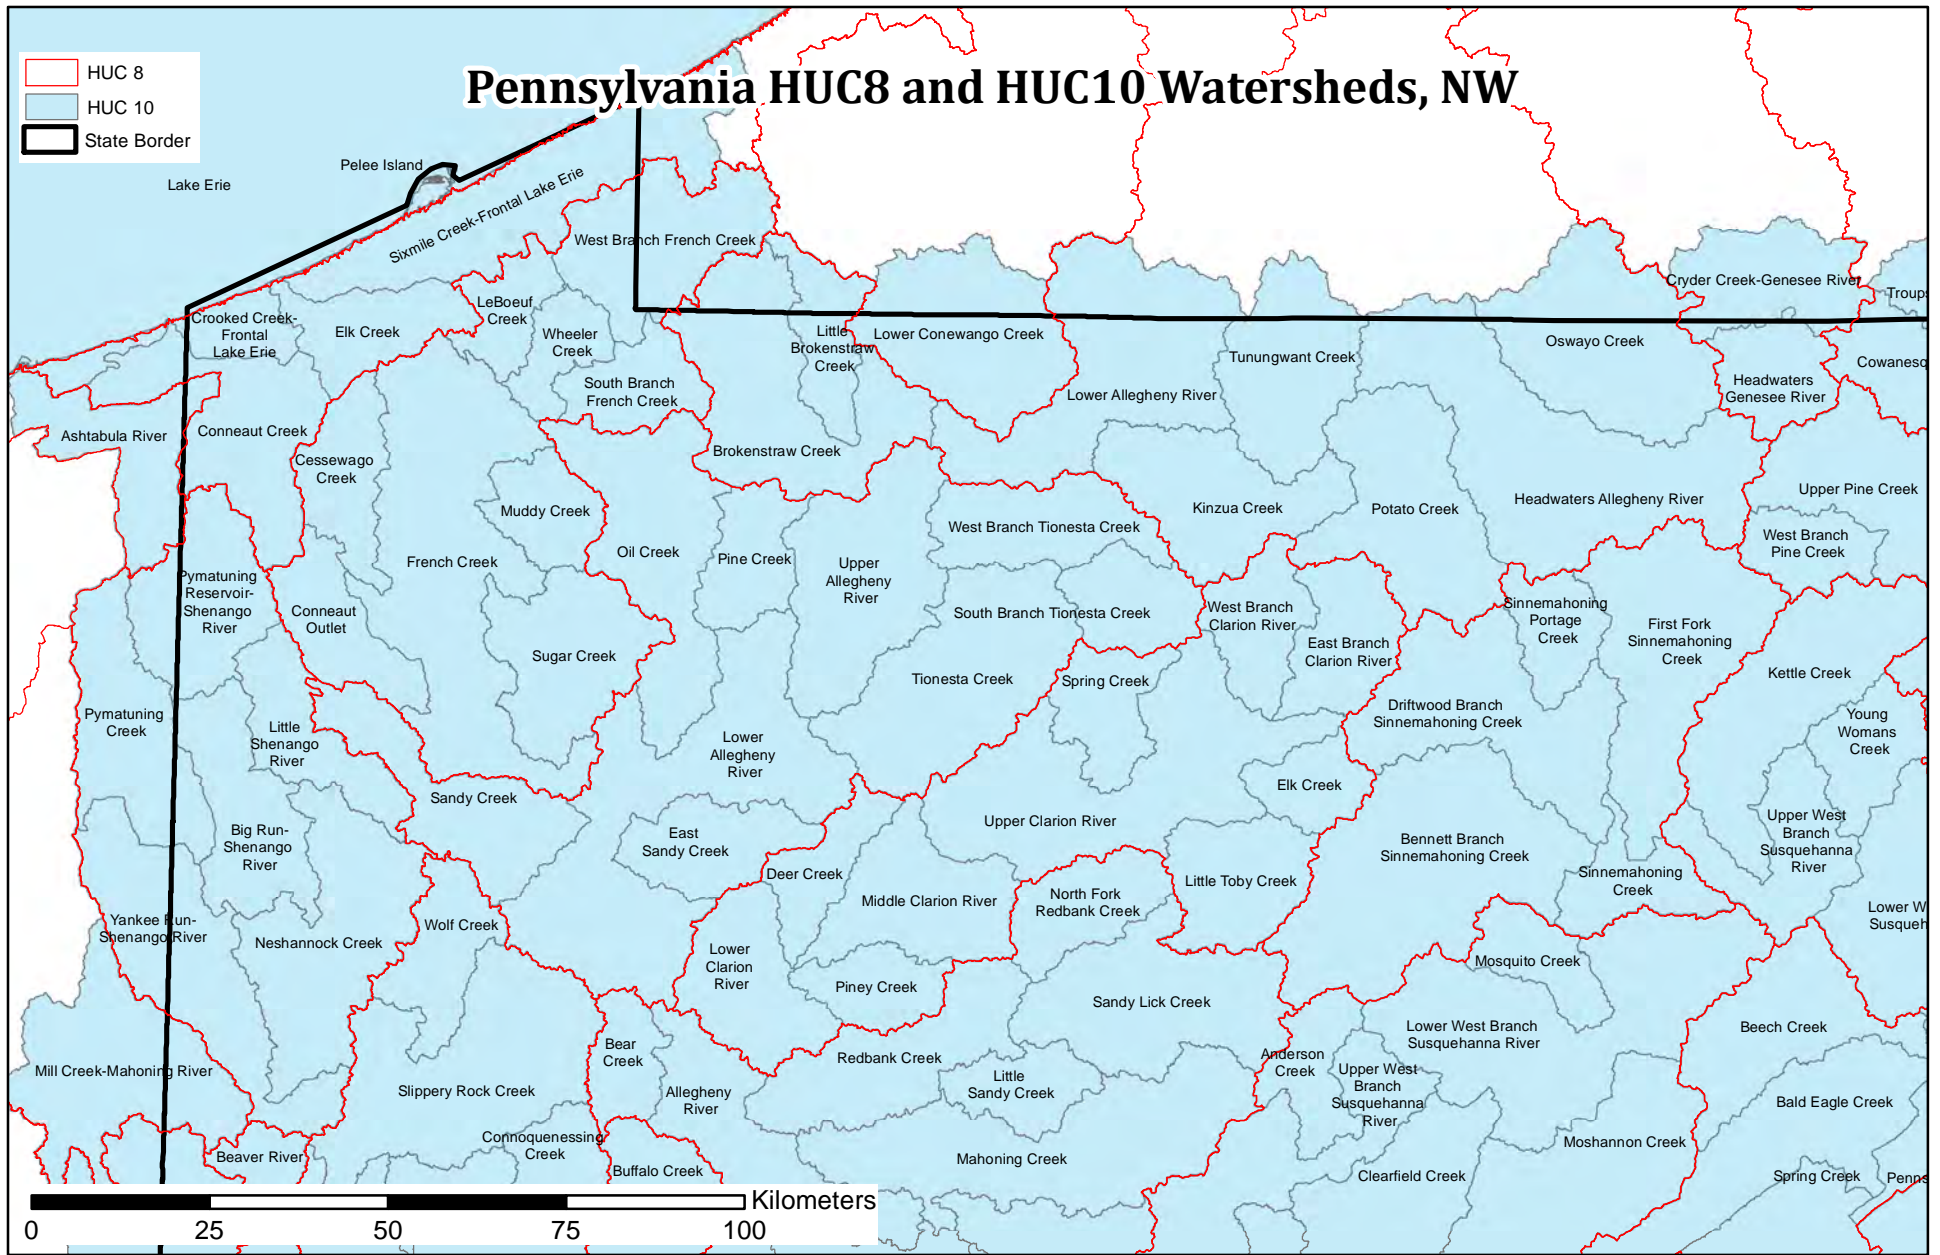 Pennsylvania HUC8 and HUC10 Watersheds, NW
HUC 8
HUC 10
State Border
Pelee Island
Lake Erie
Sixmile Creek-Frontal Lake Erie
West Branch French Creek
Cryder Creek-Genesee River
Troups
Crooked Creek-
Frontal
Lake Erie
Elk Creek
LeBoeuf
Creek
Wheeler
Creek
Little
Brokenstraw
Creek
Lower Conewango Creek
Tunungwant Creek
Oswayo Creek
Cowanesq
South Branch
French Creek
Lower Allegheny River
Headwaters
Genesee River
Ashtabula River
Conneaut Creek
Cessewago
Creek
Brokenstraw Creek
Muddy Creek
West Branch Tionesta Creek
Kinzua Creek
Potato Creek
Headwaters Allegheny River
Upper Pine Creek
West Branch
Pine Creek
French Creek
Oil Creek
Pine Creek
Upper
Allegheny
River
Pymatuning
Reservoir-
Shenango
River
Conneaut
Outlet
South Branch Tionesta Creek
West Branch
Clarion River
East Branch
Clarion River
Sinnemahoning
Portage
Creek
First Fork
Sinnemahoning
Creek
Sugar Creek
Tionesta Creek
Spring Creek
Kettle Creek
Pymatuning
Creek
Little
Shenango
River
Lower
Allegheny
River
Driftwood Branch
Sinnemahoning Creek
Young
Womans
Creek
Sandy Creek
Elk Creek
Big Run-
Shenango
River
East
Sandy Creek
Upper Clarion River
Bennett Branch
Sinnemahoning Creek
Upper West
Branch
Susquehanna
River
Deer Creek
Middle Clarion River
North Fork
Redbank Creek
Little Toby Creek
Sinnemahoning
Creek
Yankee Run-
Shenango River
Neshannock Creek
Wolf Creek
Lower W
Susqueh
Lower
Clarion
River
Piney Creek
Sandy Lick Creek
Mosquito Creek
Lower West Branch
Susquehanna River
Beech Creek
Mill Creek-Mahoning River
Slippery Rock Creek
Bear
Creek
Allegheny
River
Redbank Creek
Little
Sandy Creek
Anderson
Creek
Upper West
Branch
Susquehanna
River
Bald Eagle Creek
Beaver River
Connoquenessing
Creek
Buffalo Creek
Mahoning Creek
Clearfield Creek
Moshannon Creek
Spring Creek
Penns
Kilometers
0 25 50 75 100